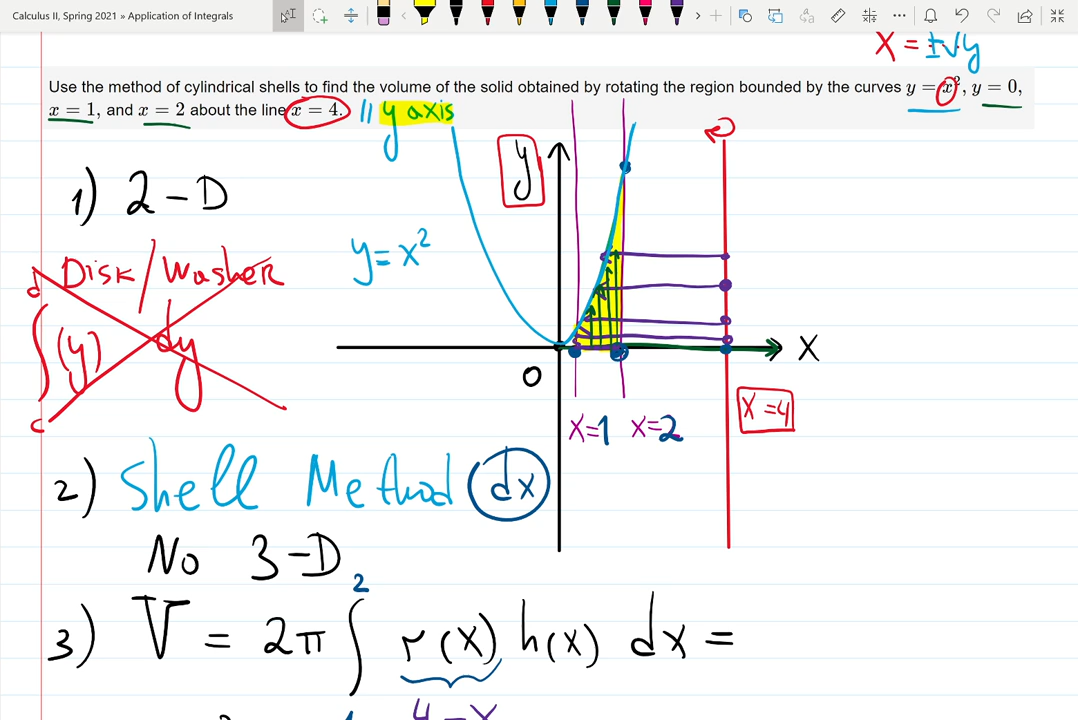 Calculus II, Spring 2021 » Application of Integrals
x = ±√y
Use the method of cylindrical shells to find the volume of the solid obtained by rotating the region bounded by the curves y = x², y = 0,
x = 1, and x = 2 about the line x = 4. || y axis
y
1) 2-D
y = x²
Disk / Washer
d
∫ (y) dy
c
X
0
x=1 x=2
x=4
2) Shell Method dx
No 3-D
2
3) V = 2π ∫ r(x) h(x) dx =
4 - x